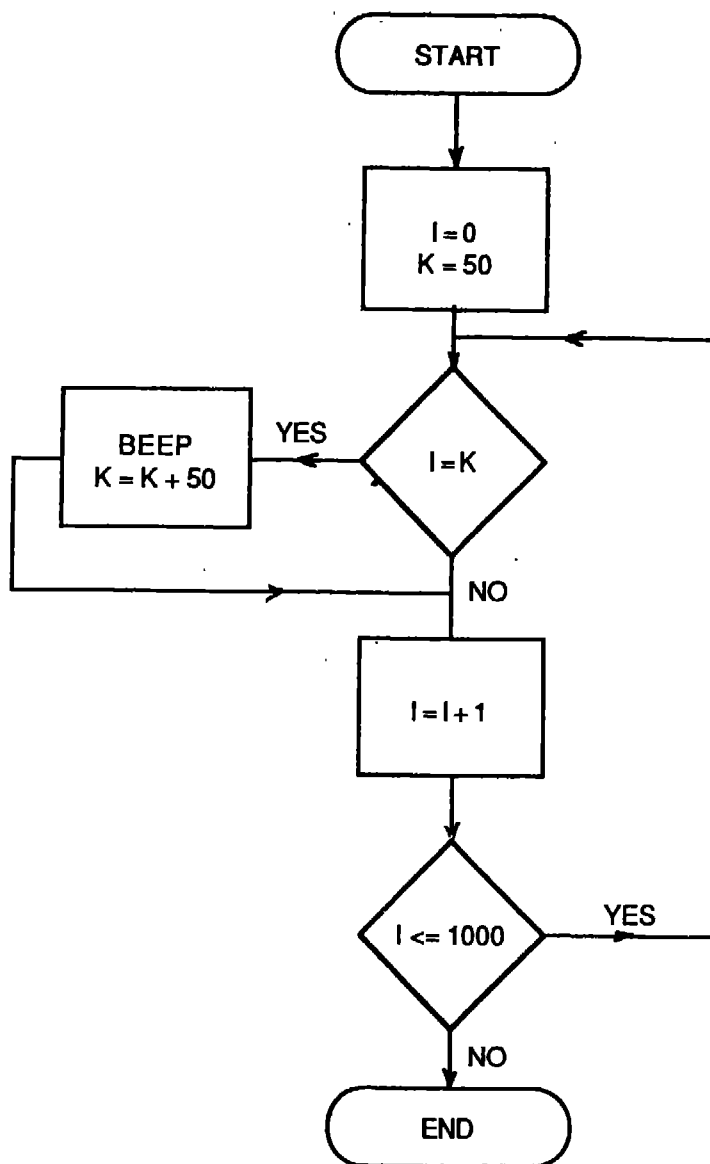 START
I = 0
K = 50
I = K
YES
BEEP
K = K + 50
NO
I = I + 1
I <= 1000
YES
NO
END